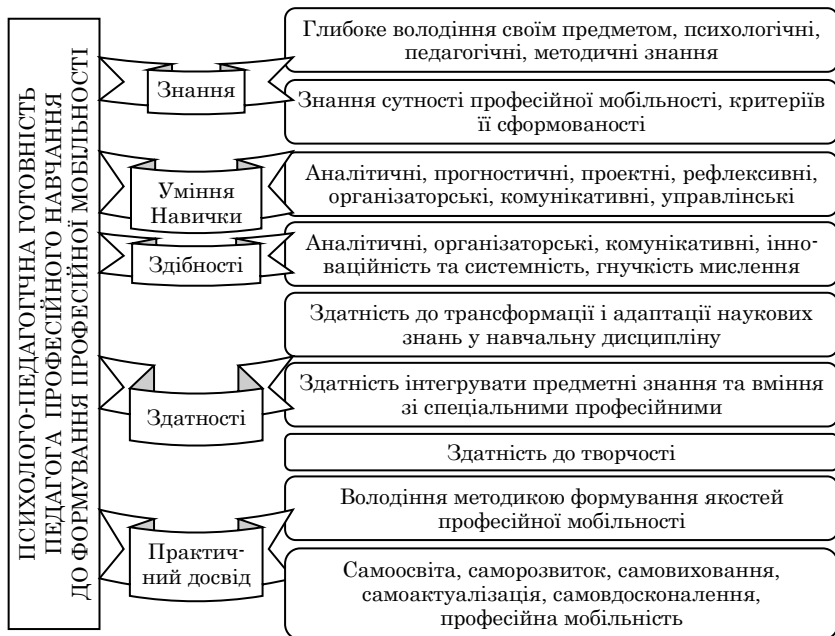 ПСИХОЛОГО-ПЕДАГОГІЧНА ГОТОВНІСТЬ
ПЕДАГОГА ПРОФЕСІЙНОГО НАВЧАННЯ
ДО ФОРМУВАННЯ ПРОФЕСІЙНОЇ МОБІЛЬНОСТІ
Знання
Глибоке володіння своїм предметом, психологічні,
педагогічні, методичні знання
Знання сутності професійної мобільності, критеріїв
її сформованості
Уміння
Навички
Аналітичні, прогностичні, проектні, рефлексивні,
організаторські, комунікативні, управлінські
Здібності
Аналітичні, організаторські, комунікативні, інно-
ваційність та системність, гнучкість мислення
Здатності
Здатність до трансформації і адаптації наукових
знань у навчальну дисципліну
Здатність інтегрувати предметні знання та вміння
зі спеціальними професійними
Здатність до творчості
Практич-
ний досвід
Володіння методикою формування якостей
професійної мобільності
Самоосвіта, саморозвиток, самовиховання,
самоактуалізація, самовдосконалення,
професійна мобільність